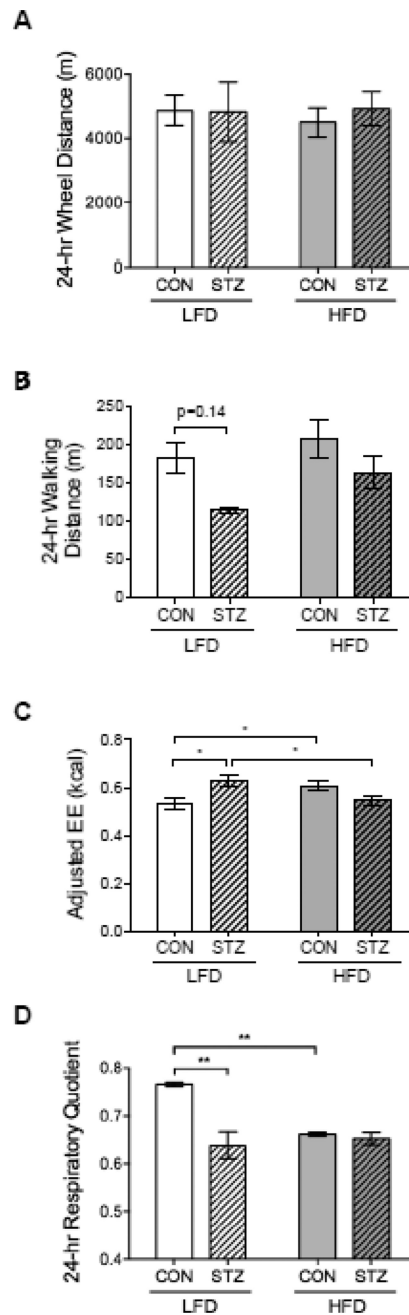 A
24-hr Wheel Distance (m)
6000
4000
2000
0
CON STZ CON STZ
LFD HFD
B
24-hr Walking
Distance (m)
250
200
150
100
50
0
p=0.14
CON STZ CON STZ
LFD HFD
C
Adjusted EE (kcal)
0.8
0.6
0.4
0.2
0.0
*
* *
CON STZ CON STZ
LFD HFD
D
24-hr Respiratory Quotient
0.8
0.7
0.6
0.5
0.4
**
**
CON STZ CON STZ
LFD HFD